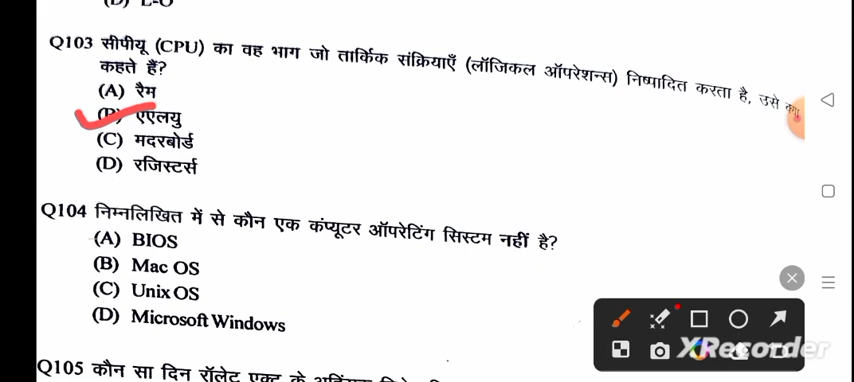 (D) L-O
Q103 सीपीयू (CPU) का वह भाग जो तार्किक संक्रियाएँ (लॉजिकल ऑपरेशन्स) निष्पादित करता है, उसे क्या
कहते हैं?
(A) रैम
(B) एएलयु
(C) मदरबोर्ड
(D) रजिस्टर्स
Q104 निम्नलिखित में से कौन एक कंप्यूटर ऑपरेटिंग सिस्टम नहीं है?
(A) BIOS
(B) Mac OS
(C) Unix OS
(D) Microsoft Windows
Q105 कौन सा दिन रॉलेट एक्ट के
XRecorder